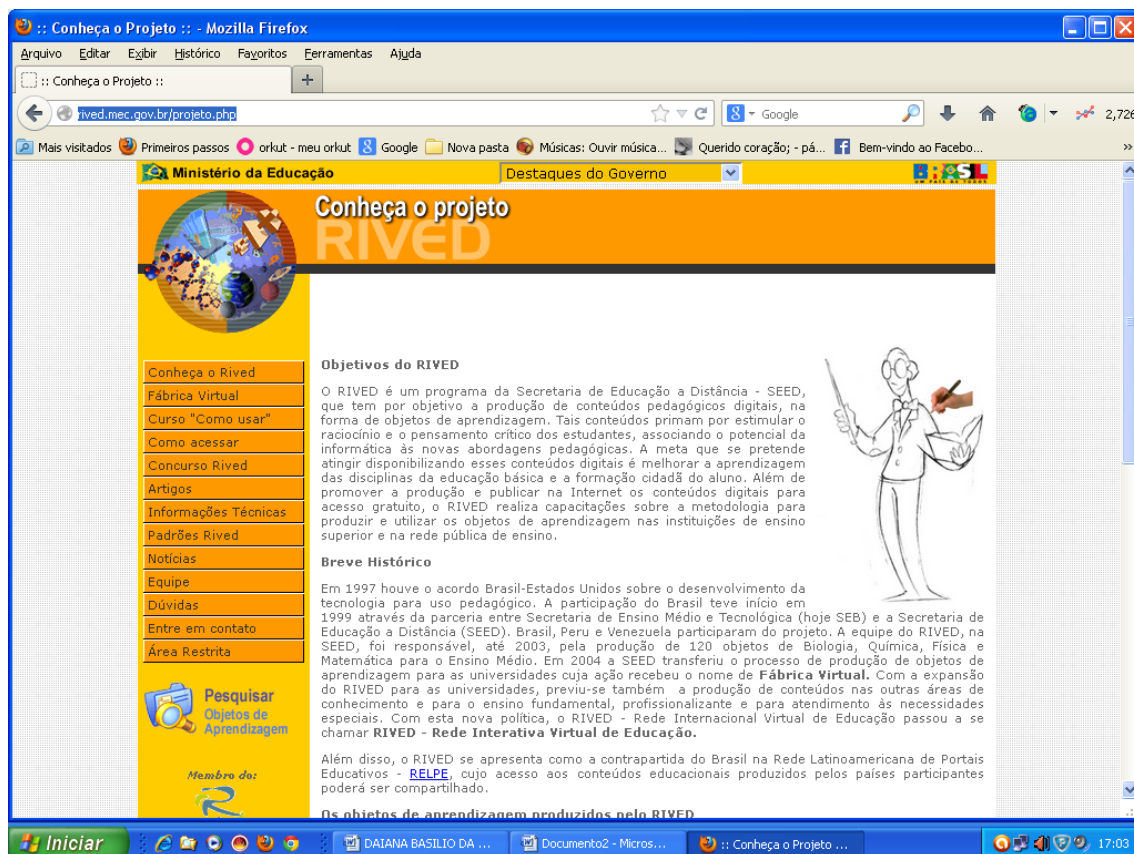 :: Conheça o Projeto :: - Mozilla Firefox
Arquivo Editar Exibir Histórico Favoritos Ferramentas Ajuda
:: Conheça o Projeto ::
rived.mec.gov.br/projeto.php
Google
2,726
Mais visitados Primeiros passos orkut - meu orkut Google Nova pasta Músicas: Ouvir música... Querido coração; - pá... Bem-vindo ao Facebo... »
Ministério da Educação
Destaques do Governo
BRASIL
UM PAÍS DE TODOS
Conheça o projeto
RIVED
Conheça o Rived
Fábrica Virtual
Curso "Como usar"
Como acessar
Concurso Rived
Artigos
Informações Técnicas
Padrões Rived
Notícias
Equipe
Dúvidas
Entre em contato
Área Restrita
Pesquisar
Objetos de
Aprendizagem
Membro do:
Objetivos do RIVED
O RIVED é um programa da Secretaria de Educação a Distância - SEED,
que tem por objetivo a produção de conteúdos pedagógicos digitais, na
forma de objetos de aprendizagem. Tais conteúdos primam por estimular o
raciocínio e o pensamento crítico dos estudantes, associando o potencial da
informática às novas abordagens pedagógicas. A meta que se pretende
atingir disponibilizando esses conteúdos digitais é melhorar a aprendizagem
das disciplinas da educação básica e a formação cidadã do aluno. Além de
promover a produção e publicar na Internet os conteúdos digitais para
acesso gratuito, o RIVED realiza capacitações sobre a metodologia para
produzir e utilizar os objetos de aprendizagem nas instituições de ensino
superior e na rede pública de ensino.
Breve Histórico
Em 1997 houve o acordo Brasil-Estados Unidos sobre o desenvolvimento da
tecnologia para uso pedagógico. A participação do Brasil teve início em
1999 através da parceria entre Secretaria de Ensino Médio e Tecnológica (hoje SEB) e a Secretaria de
Educação a Distância (SEED). Brasil, Peru e Venezuela participaram do projeto. A equipe do RIVED, na
SEED, foi responsável, até 2003, pela produção de 120 objetos de Biologia, Química, Física e
Matemática para o Ensino Médio. Em 2004 a SEED transferiu o processo de produção de objetos de
aprendizagem para as universidades cuja ação recebeu o nome de Fábrica Virtual. Com a expansão
do RIVED para as universidades, previu-se também a produção de conteúdos nas outras áreas de
conhecimento e para o ensino fundamental, profissionalizante e para atendimento às necessidades
especiais. Com esta nova política, o RIVED - Rede Internacional Virtual de Educação passou a se
chamar RIVED - Rede Interativa Virtual de Educação.
Além disso, o RIVED se apresenta como a contrapartida do Brasil na Rede Latinoamericana de Portais
Educativos - RELPE, cujo acesso aos conteúdos educacionais produzidos pelos países participantes
poderá ser compartilhado.
Os objetos de aprendizagem produzidos pelo RIVED
Iniciar DAIANA BASILIO DA ... Documento2 - Micros... :: Conheça o Projeto ... 17:03